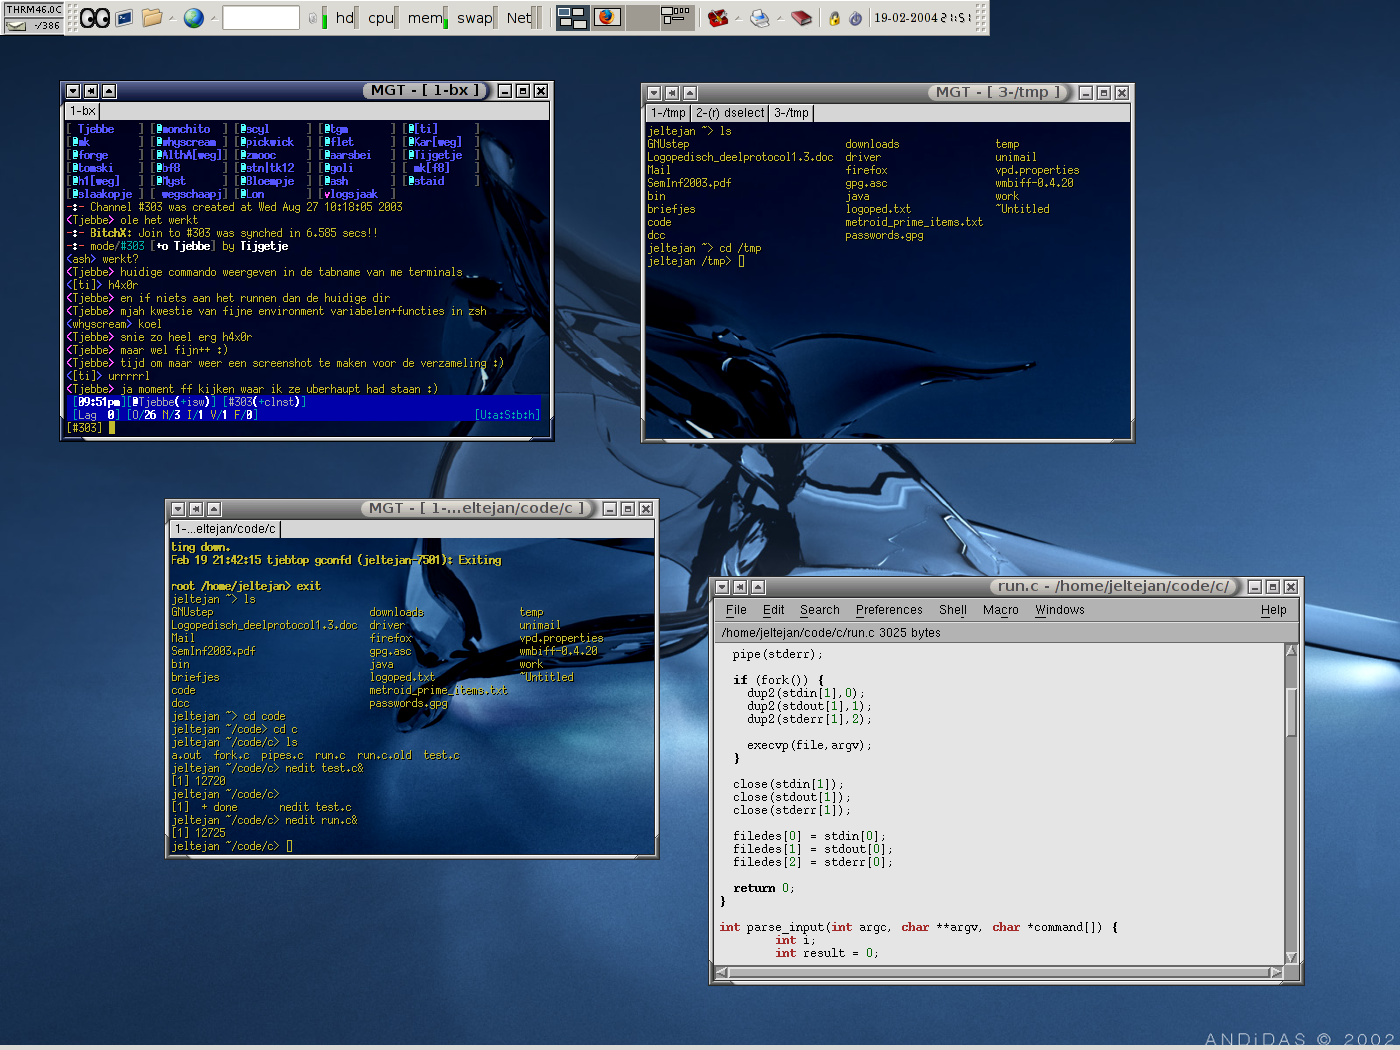 THRM46.0C
-/386
hd cpu mem swap Net
19-02-2004 21:51
MGT - [ 1-bx ]
1-bx
[ Tjebbe ] [@monchito ] [@scyl ] [@tgm ] [@[ti] ]
[@mk ] [@whyscream ] [@pickwick ] [@flet ] [@Kar[weg] ]
[@forge ] [@AlthA[weg]] [@zmooc ] [@aarsbei ] [@Tijgetje ]
[@tomski ] [@bf8 ] [@stn|tk12 ] [@goli ] [ mk[f8] ]
[@h1[weg] ] [@Myst ] [@Bloempje ] [@ash ] [@staid ]
[@slaakopje ] [ wegschaapj] [@Lon ] [vlogsjaak ]
-:- Channel #303 was created at Wed Aug 27 10:18:05 2003
<Tjebbe> ole het werkt
-:- BitchX: Join to #303 was synched in 6.585 secs!!
-:- mode/#303 [+o Tjebbe] by Tijgetje
<ash> werkt?
<Tjebbe> huidige commando weergeven in de tabname van me terminals
<[ti]> h4x0r
<Tjebbe> en if niets aan het runnen dan de huidige dir
<Tjebbe> mjah kwestie van fijne environment variabelen+functies in zsh
<whyscream> koel
<Tjebbe> snie zo heel erg h4x0r
<Tjebbe> maar wel fijn++ :)
<Tjebbe> tijd om maar weer een screenshot te maken voor de verzameling :)
<[ti]> urrrrrl
<Tjebbe> ja moment ff kijken waar ik ze uberhaupt had staan :)
[09:51pm][@Tjebbe(+isw)] [#303(+clnst)]
[Lag 0] [O/26 N/3 I/1 V/1 F/0] [U:a:S:b:h]
[#303]
MGT - [ 3-/tmp ]
1-/tmp 2-(r) dselect 3-/tmp
jeltejan ~> ls
GNUstep downloads temp
Logopedisch_deelprotocol1.3.doc driver unimail
Mail firefox vpd.properties
SemInf2003.pdf gpg.asc wmbiff-0.4.20
bin java work
briefjes logoped.txt ~Untitled
code metroid_prime_items.txt
dcc passwords.gpg
jeltejan ~> cd /tmp
jeltejan /tmp>
MGT - [ 1-...eltejan/code/c ]
1-...eltejan/code/c
ting down.
Feb 19 21:42:15 tjebtop gconfd (jeltejan-7501): Exiting
root /home/jeltejan> exit
jeltejan ~> ls
GNUstep downloads temp
Logopedisch_deelprotocol1.3.doc driver unimail
Mail firefox vpd.properties
SemInf2003.pdf gpg.asc wmbiff-0.4.20
bin java work
briefjes logoped.txt ~Untitled
code metroid_prime_items.txt
dcc passwords.gpg
jeltejan ~> cd code
jeltejan ~/code> cd c
jeltejan ~/code/c> ls
a.out fork.c pipes.c run.c run.c.old test.c
jeltejan ~/code/c> nedit test.c&
[1] 12720
jeltejan ~/code/c>
[1] + done nedit test.c
jeltejan ~/code/c> nedit run.c&
[1] 12725
jeltejan ~/code/c>
run.c - /home/jeltejan/code/c/
File Edit Search Preferences Shell Macro Windows Help
/home/jeltejan/code/c/run.c 3025 bytes
pipe(stderr);
if (fork()) {
dup2(stdin[1],0);
dup2(stdout[1],1);
dup2(stderr[1],2);
execvp(file,argv);
}
close(stdin[1]);
close(stdout[1]);
close(stderr[1]);
filedes[0] = stdin[0];
filedes[1] = stdout[0];
filedes[2] = stderr[0];
return 0;
}
int parse_input(int argc, char **argv, char *command[]) {
int i;
int result = 0;
ANDiDAS © 2002